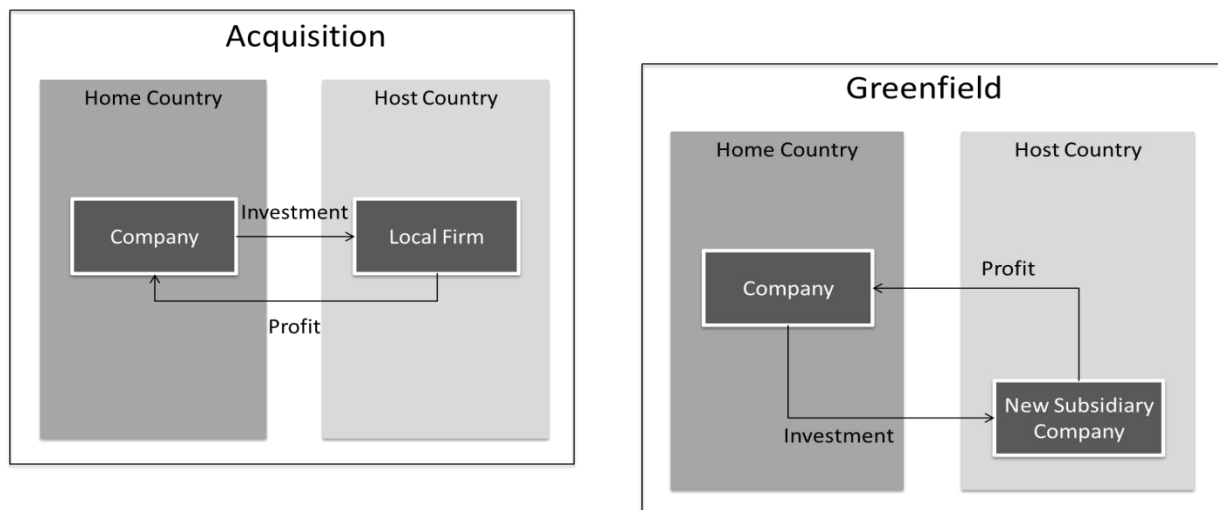 Acquisition
Home Country
Host Country
Investment
Company
Local Firm
Profit
Greenfield
Home Country
Host Country
Profit
Company
New Subsidiary
Company
Investment